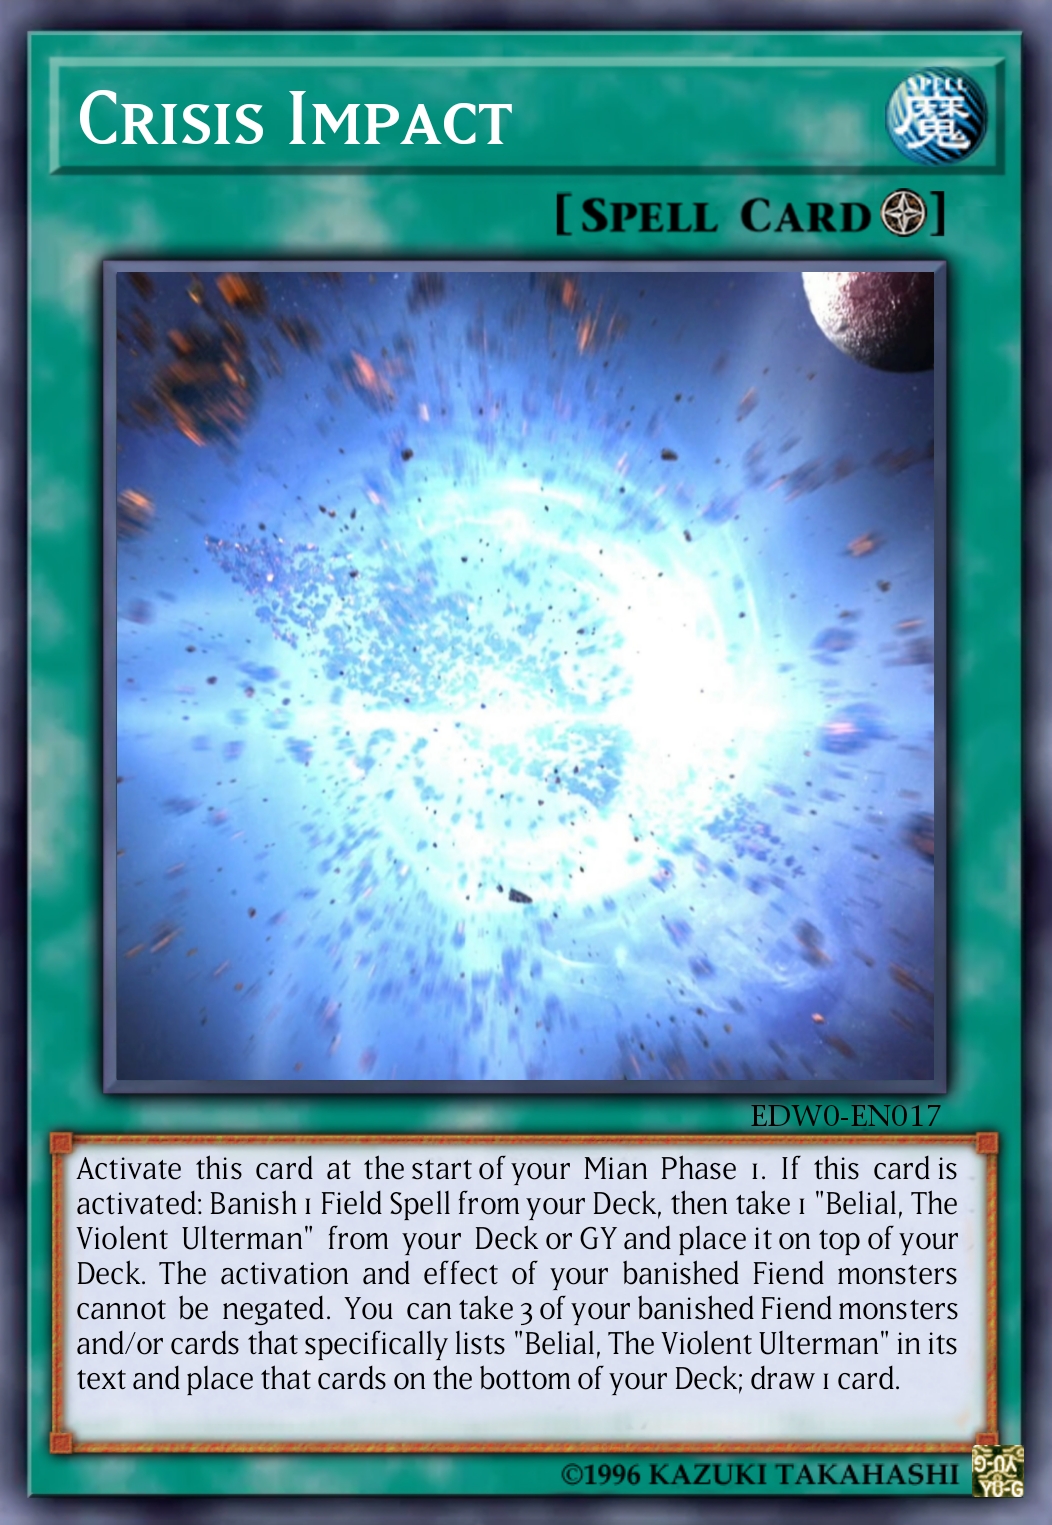 CRISIS IMPACT
SPELL
魔
[SPELL CARD]
EDW0-EN017
Activate this card at the start of your Mian Phase 1. If this card is
activated: Banish 1 Field Spell from your Deck, then take 1 "Belial, The
Violent Ulterman" from your Deck or GY and place it on top of your
Deck. The activation and effect of your banished Fiend monsters
cannot be negated. You can take 3 of your banished Fiend monsters
and/or cards that specifically lists "Belial, The Violent Ulterman" in its
text and place that cards on the bottom of your Deck; draw 1 card.
©1996 KAZUKI TAKAHASHI
YU-G
YU-G